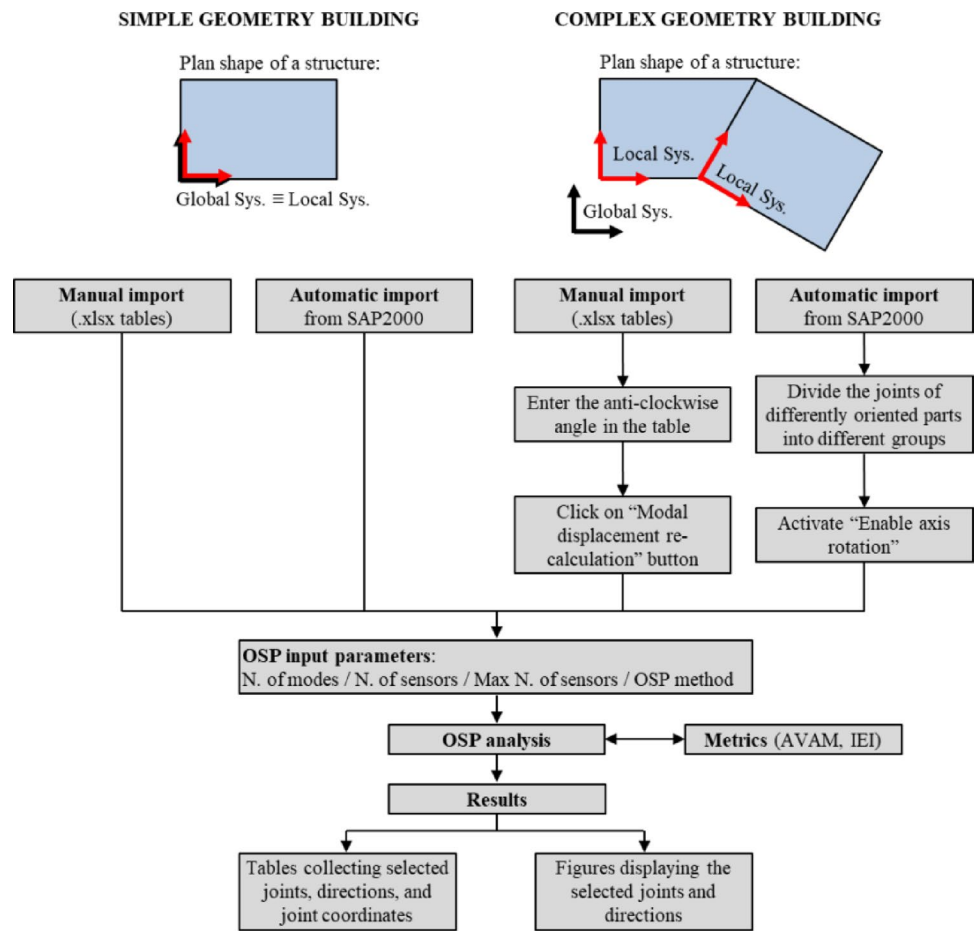 SIMPLE GEOMETRY BUILDING
Plan shape of a structure:
Global Sys. ≡ Local Sys.
COMPLEX GEOMETRY BUILDING
Plan shape of a structure:
Local Sys.
Local Sys.
Global Sys.
Manual import
(.xlsx tables)
Automatic import
from SAP2000
Manual import
(.xlsx tables)
Automatic import
from SAP2000
Enter the anti-clockwise
angle in the table
Divide the joints of
differently oriented parts
into different groups
Click on “Modal
displacement re-
calculation” button
Activate “Enable axis
rotation”
OSP input parameters:
N. of modes / N. of sensors / Max N. of sensors / OSP method
OSP analysis
Metrics (AVAM, IEI)
Results
Tables collecting selected
joints, directions, and
joint coordinates
Figures displaying the
selected joints and
directions